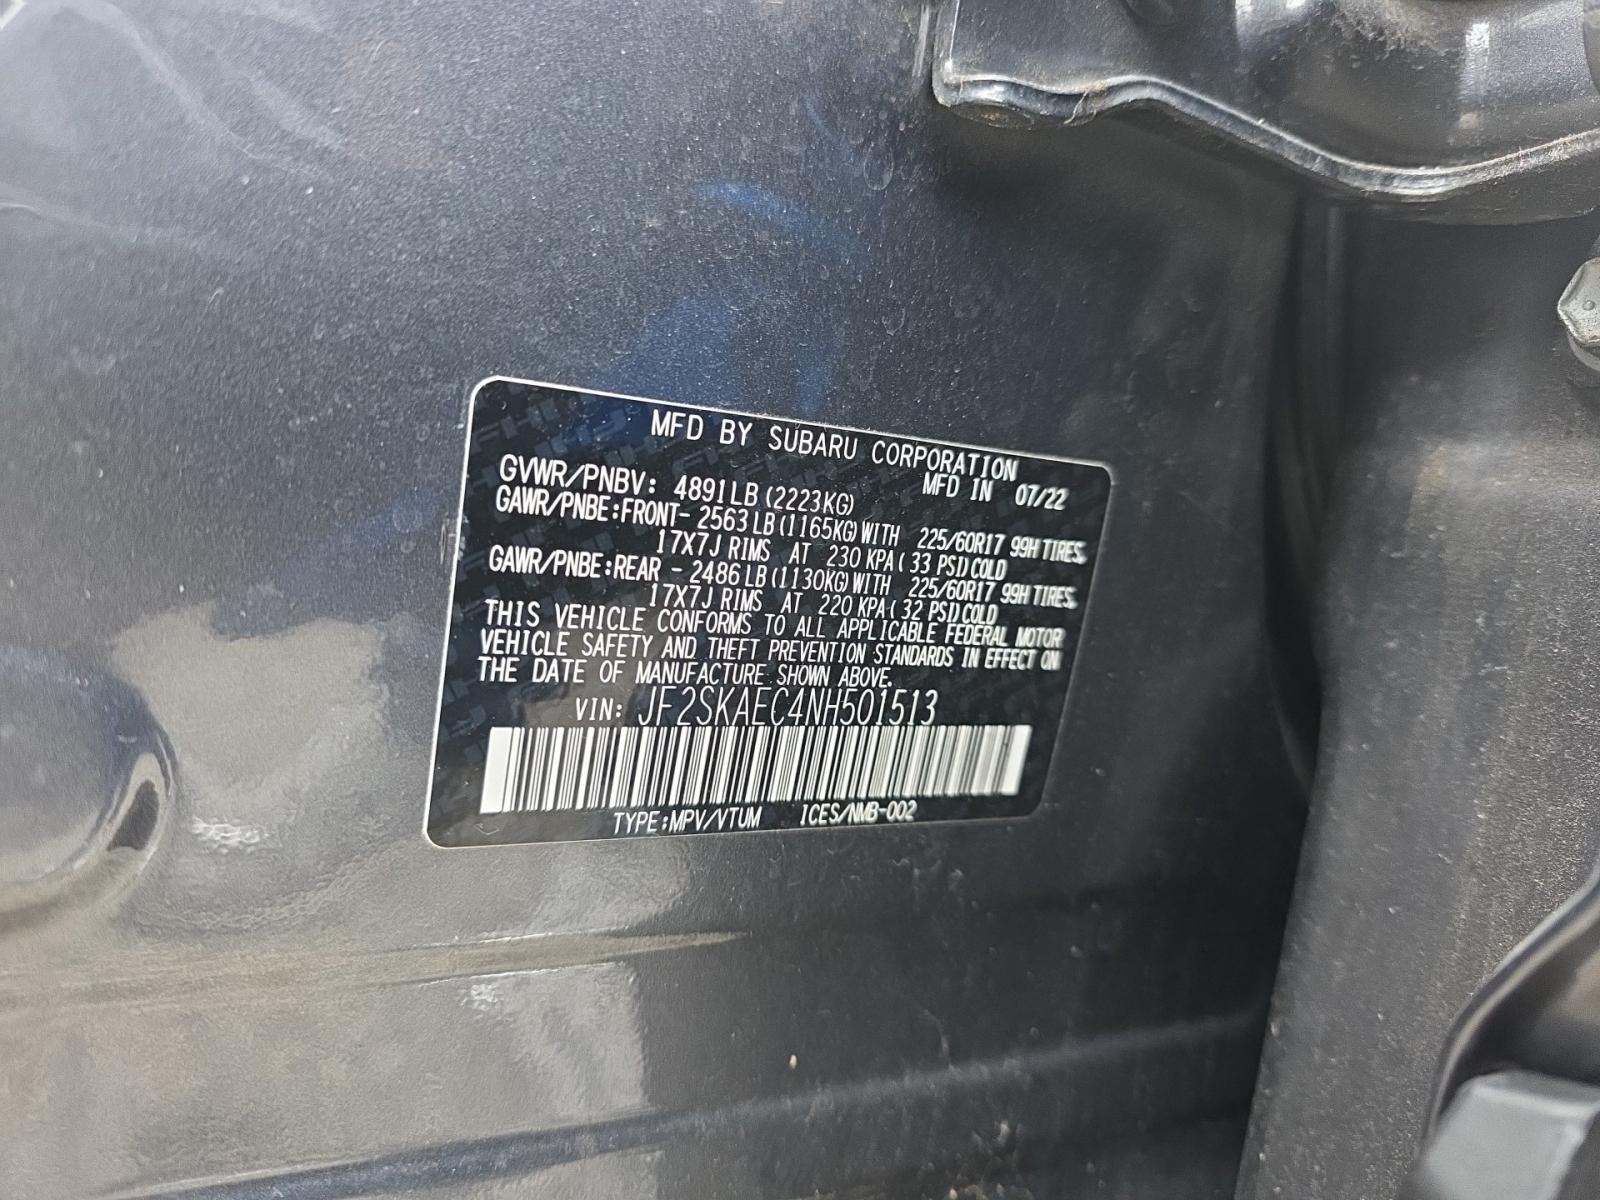 MFD BY SUBARU CORPORATION
MFD IN 07/22
GVWR/PNBV: 4891LB(2223KG)
GAWR/PNBE:FRONT- 2563LB(1165KG)WITH 225/60R17 99H TIRES,
17X7J RIMS AT 230 KPA(33 PSI)COLD
GAWR/PNBE:REAR - 2486LB(1130KG)WITH 225/60R17 99H TIRES,
17X7J RIMS AT 220 KPA(32 PSI)COLD
THIS VEHICLE CONFORMS TO ALL APPLICABLE FEDERAL MOTOR
VEHICLE SAFETY AND THEFT PREVENTION STANDARDS IN EFFECT ON
THE DATE OF MANUFACTURE SHOWN ABOVE.
VIN: JF2SKAEC4NH501513
TYPE:MPV/VTUM ICES/NMB-002